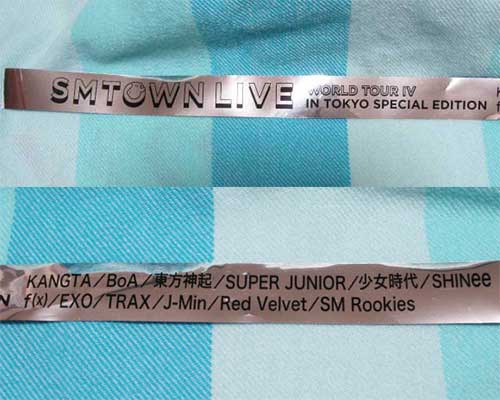 SMTOWN LIVE
WORLD TOUR IV
IN TOKYO SPECIAL EDITION
KANGTA/BoA/東方神起/SUPER JUNIOR/少女時代/SHINee
f(x)/EXO/TRAX/J-Min/Red Velvet/SM Rookies